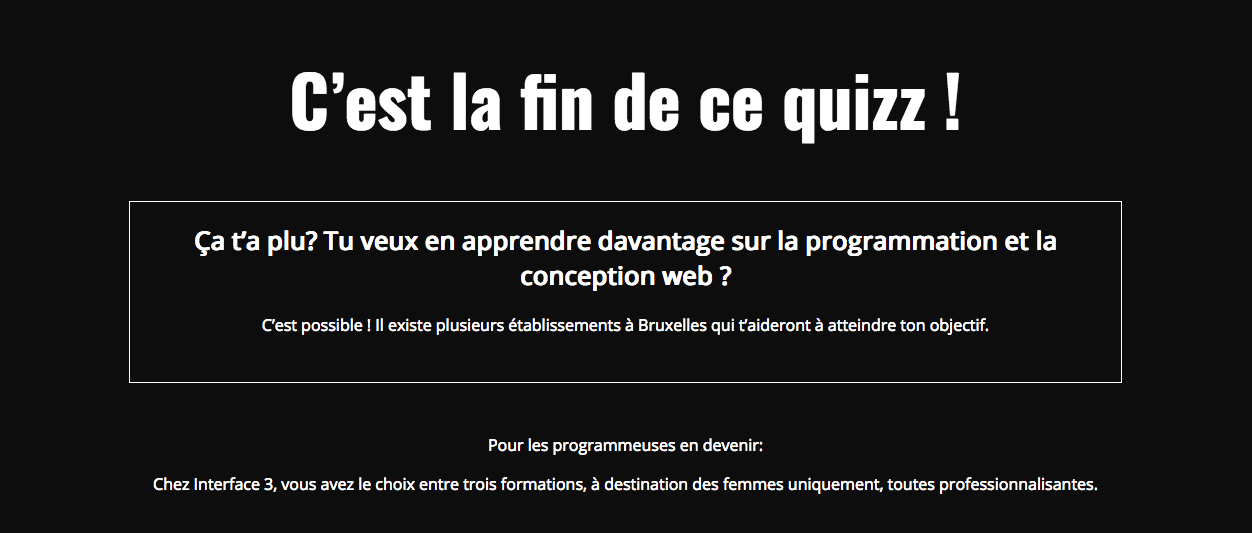 C’est la fin de ce quizz !
Ça t’a plu? Tu veux en apprendre davantage sur la programmation et la
conception web ?
C’est possible ! Il existe plusieurs établissements à Bruxelles qui t’aideront à atteindre ton objectif.
Pour les programmeuses en devenir:
Chez Interface 3, vous avez le choix entre trois formations, à destination des femmes uniquement, toutes professionnalisantes.